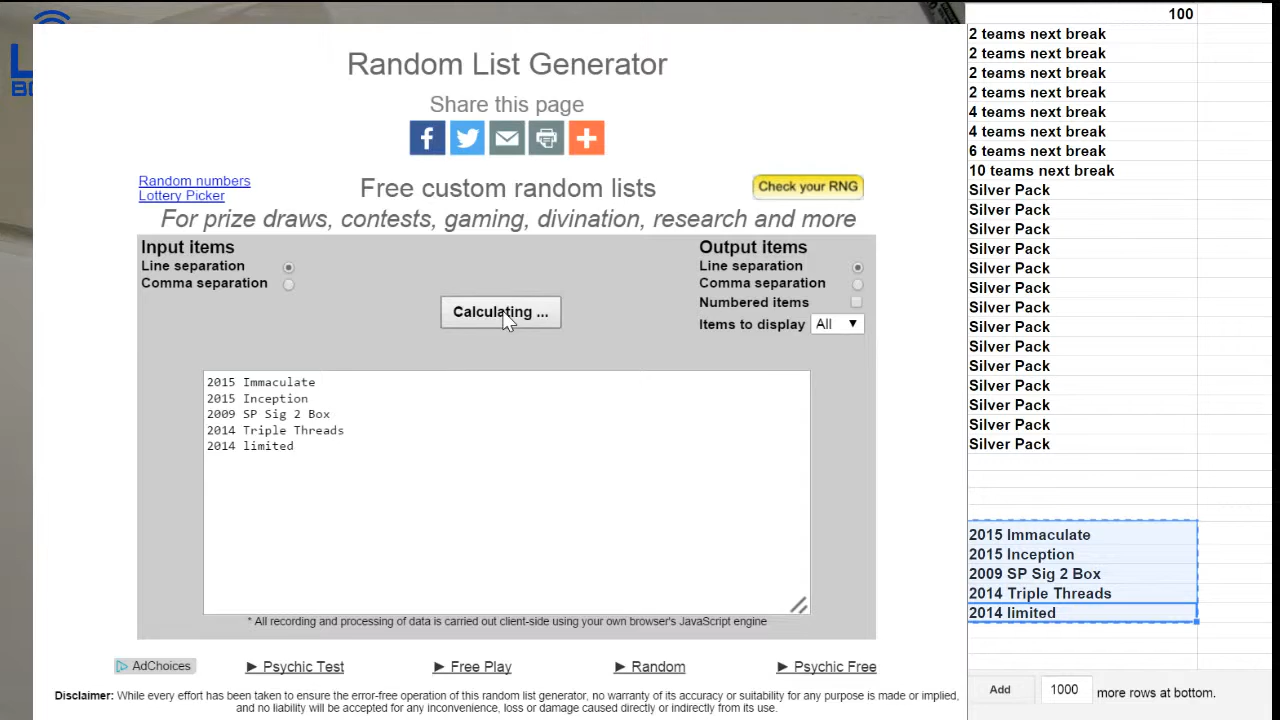 100
2 teams next break
2 teams next break
2 teams next break
2 teams next break
4 teams next break
4 teams next break
6 teams next break
10 teams next break
Silver Pack
Silver Pack
Silver Pack
Silver Pack
Silver Pack
Silver Pack
Silver Pack
Silver Pack
Silver Pack
Silver Pack
Silver Pack
Silver Pack
Silver Pack
Silver Pack
2015 Immaculate
2015 Inception
2009 SP Sig 2 Box
2014 Triple Threads
2014 limited
Add 1000 more rows at bottom.
Random List Generator
Share this page
Random numbers
Lottery Picker
Free custom random lists
Check your RNG
For prize draws, contests, gaming, divination, research and more
Input items
Line separation
Comma separation
Calculating ...
Output items
Line separation
Comma separation
Numbered items
Items to display All
2015 Immaculate
2015 Inception
2009 SP Sig 2 Box
2014 Triple Threads
2014 limited
* All recording and processing of data is carried out client-side using your own browser's JavaScript engine
AdChoices
► Psychic Test
► Free Play
► Random
► Psychic Free
Disclaimer: While every effort has been taken to ensure the error-free operation of this random list generator, no warranty of its accuracy or suitability for any purpose is made or implied,
and no liability will be accepted for any inconvenience, loss or damage caused directly or indirectly from its use.